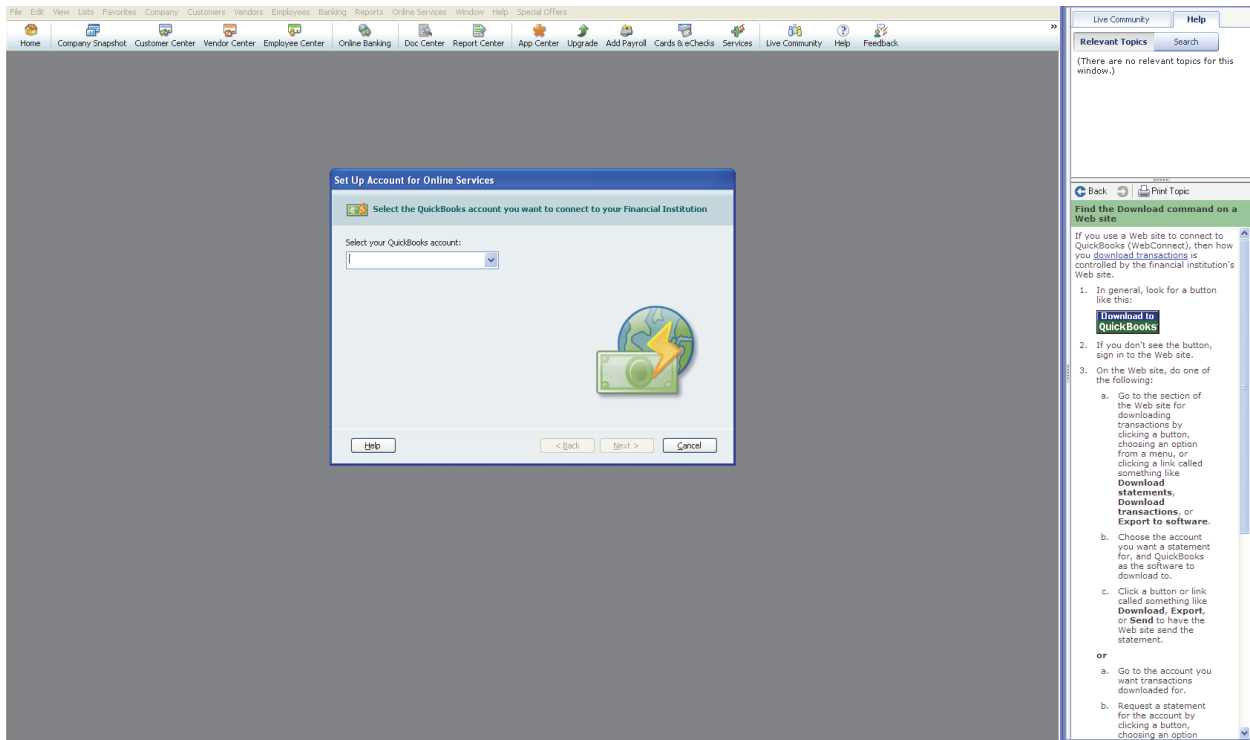 File Edit View Lists Favorites Company Customers Vendors Employees Banking Reports Online Services Window Help Special Offers
Home Company Snapshot Customer Center Vendor Center Employee Center Online Banking Doc Center Report Center App Center Upgrade Add Payroll Cards & eChecks Services Live Community Help Feedback »
Set Up Account for Online Services
Select the QuickBooks account you want to connect to your Financial Institution
Select your QuickBooks account:
Help < Back Next > Cancel
Live Community Help
Relevant Topics Search
(There are no relevant topics for this
window.)
Back Print Topic
Find the Download command on a
Web site
If you use a Web site to connect to
QuickBooks (WebConnect), then how
you download transactions is
controlled by the financial institution's
Web site.
1. In general, look for a button
like this:
Download to
QuickBooks
2. If you don't see the button,
sign in to the Web site.
3. On the Web site, do one of
the following:
a. Go to the section of
the Web site for
downloading
transactions by
clicking a button,
choosing an option
from a menu, or
clicking a link called
something like
Download
statements,
Download
transactions, or
Export to software.
b. Choose the account
you want a statement
for, and QuickBooks
as the software to
download to.
c. Click a button or link
called something like
Download, Export,
or Send to have the
Web site send the
statement.
or
a. Go to the account you
want transactions
downloaded for.
b. Request a statement
for the account by
clicking a button,
choosing an option